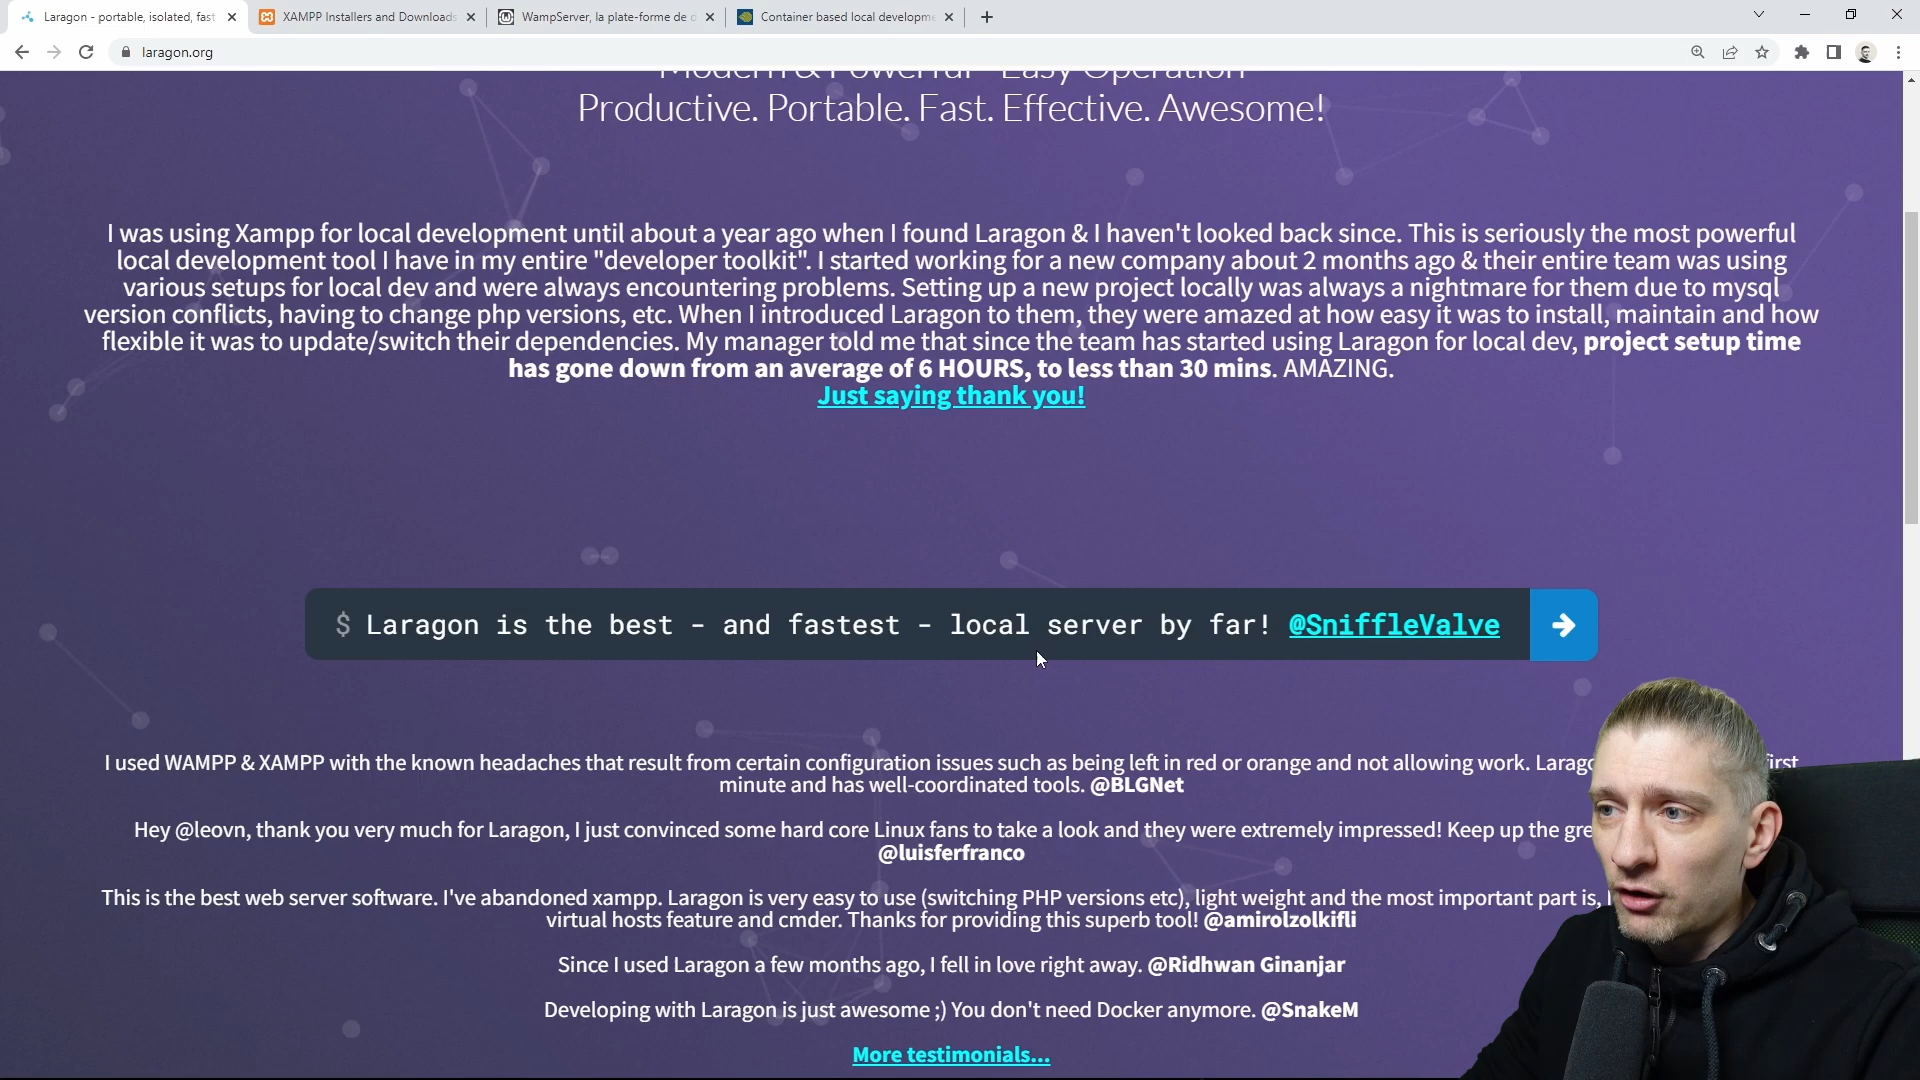 Laragon - portable, isolated, fast
XAMPP Installers and Downloads
WampServer, la plate-forme de d
Container based local developme
laragon.org
Modern & Powerful - Easy Operation
Productive. Portable. Fast. Effective. Awesome!
I was using Xampp for local development until about a year ago when I found Laragon & I haven't looked back since. This is seriously the most powerful
local development tool I have in my entire "developer toolkit". I started working for a new company about 2 months ago & their entire team was using
various setups for local dev and were always encountering problems. Setting up a new project locally was always a nightmare for them due to mysql
version conflicts, having to change php versions, etc. When I introduced Laragon to them, they were amazed at how easy it was to install, maintain and how
flexible it was to update/switch their dependencies. My manager told me that since the team has started using Laragon for local dev, project setup time
has gone down from an average of 6 HOURS, to less than 30 mins. AMAZING.
Just saying thank you!
$ Laragon is the best - and fastest - local server by far! @SniffleValve
I used WAMPP & XAMPP with the known headaches that result from certain configuration issues such as being left in red or orange and not allowing work. first
minute and has well-coordinated tools. @BLGNet
Hey @leovn, thank you very much for Laragon, I just convinced some hard core Linux fans to take a look and they were extremely impressed! Keep up the
@luisferfranco
This is the best web server software. I've abandoned xampp. Laragon is very easy to use (switching PHP versions etc), light weight and the most important part is,
virtual hosts feature and cmder. Thanks for providing this superb tool! @amirolzolkifli
Since I used Laragon a few months ago, I fell in love right away. @Ridhwan Ginanjar
Developing with Laragon is just awesome ;) You don't need Docker anymore. @SnakeM
More testimonials...